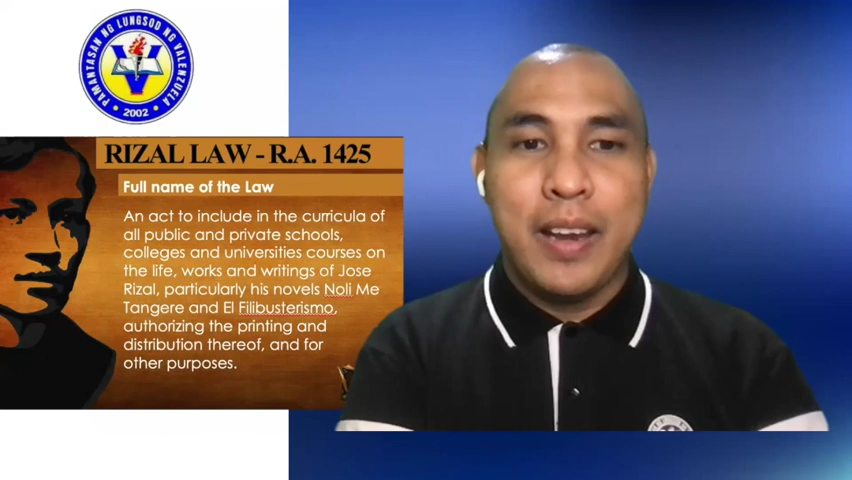 PAMANTASAN NG LUNGSOD NG VALENZUELA
2002
RIZAL LAW - R.A. 1425
Full name of the Law
An act to include in the curricula of
all public and private schools,
colleges and universities courses on
the life, works and writings of Jose
Rizal, particularly his novels Noli Me
Tangere and El Filibusterismo,
authorizing the printing and
distribution thereof, and for
other purposes.